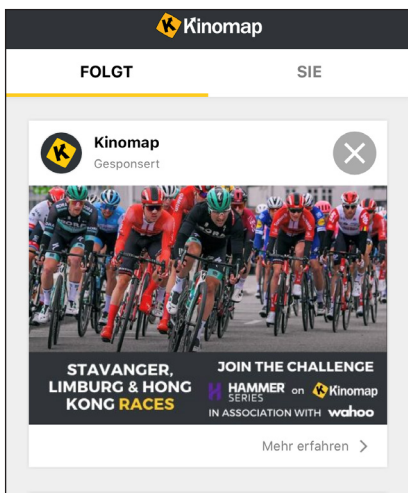 Kinomap
FOLGT SIE
Kinomap
Gesponsert
STAVANGER,
LIMBURG & HONG
KONG RACES
JOIN THE CHALLENGE
HAMMER SERIES on Kinomap
IN ASSOCIATION WITH wahoo
Mehr erfahren